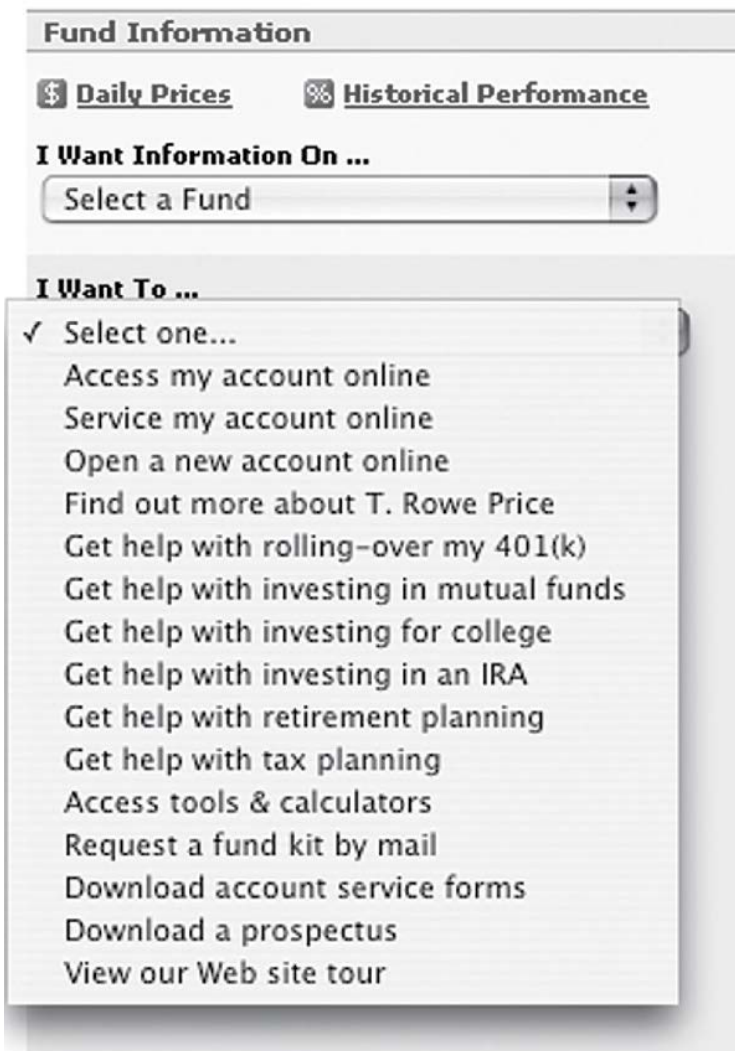 Fund Information
$ Daily Prices % Historical Performance
I Want Information On ...
Select a Fund
I Want To ...
✓ Select one...
Access my account online
Service my account online
Open a new account online
Find out more about T. Rowe Price
Get help with rolling-over my 401(k)
Get help with investing in mutual funds
Get help with investing for college
Get help with investing in an IRA
Get help with retirement planning
Get help with tax planning
Access tools & calculators
Request a fund kit by mail
Download account service forms
Download a prospectus
View our Web site tour